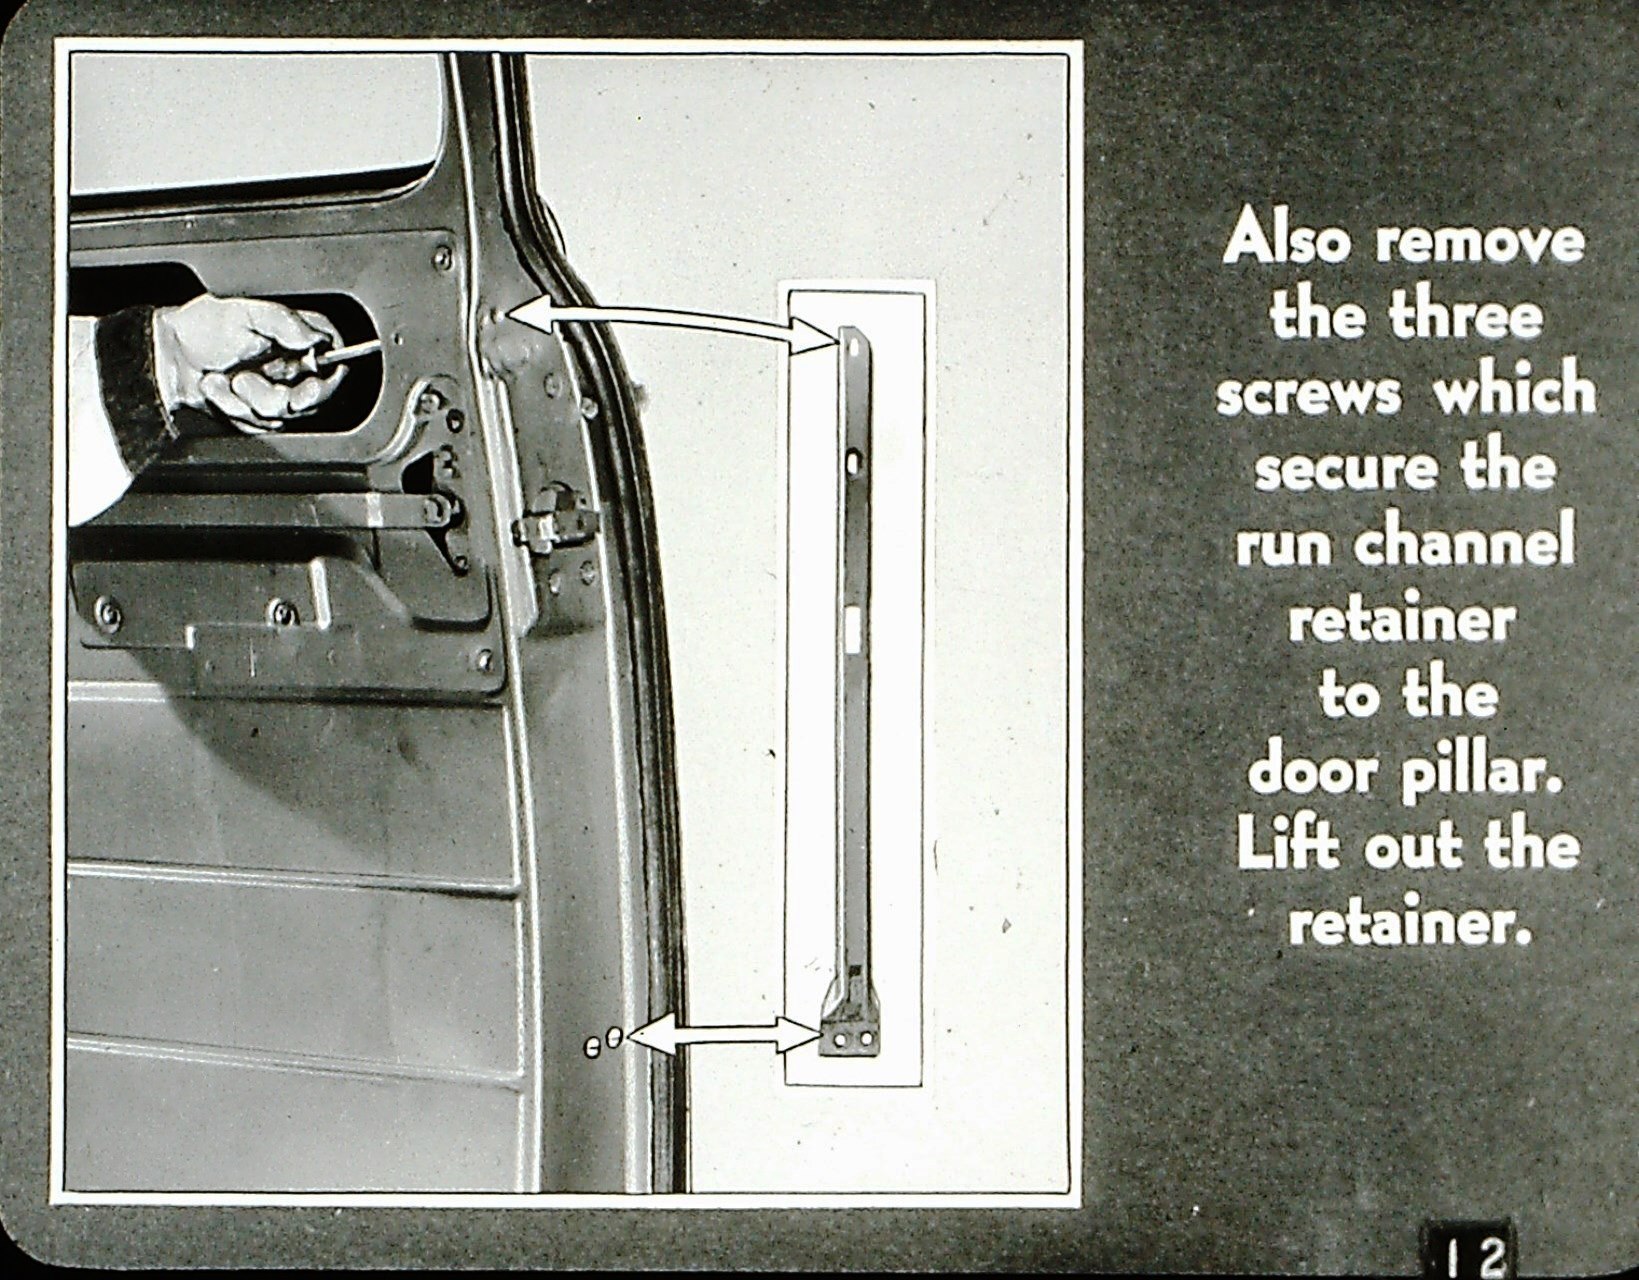 Also remove
the three
screws which
secure the
run channel
retainer
to the
door pillar.
Lift out the
retainer.
12